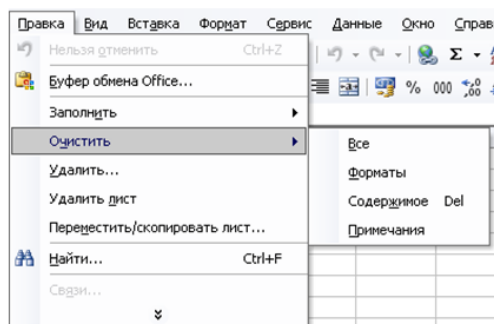 Правка Вид Вставка Формат Сервис Данные Окно
Нельзя отменить Ctrl+Z
Σ
Буфер обмена Office...
% 000
Заполнить
Очистить
Все
Удалить...
Форматы
Удалить лист
Содержимое Del
Переместить/скопировать лист...
Примечания
Найти... Ctrl+F
Связи...